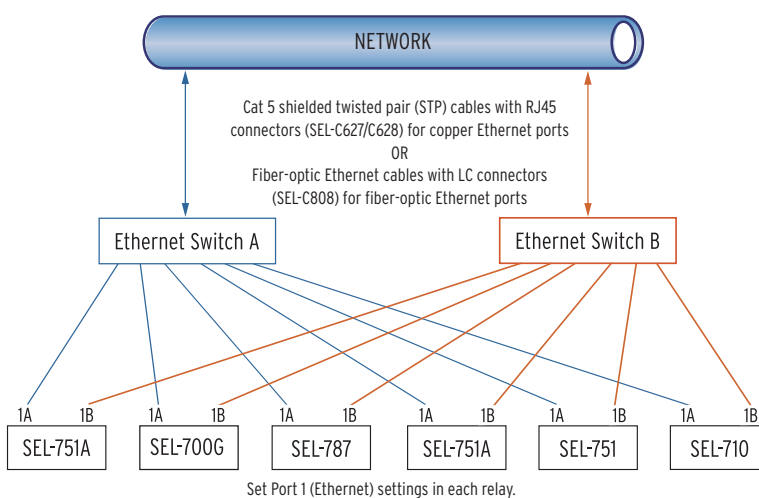 NETWORK
Cat 5 shielded twisted pair (STP) cables with RJ45
connectors (SEL-C627/C628) for copper Ethernet ports
OR
Fiber-optic Ethernet cables with LC connectors
(SEL-C808) for fiber-optic Ethernet ports
Ethernet Switch A
Ethernet Switch B
1A 1B 1A 1B 1A 1B 1A 1B 1A 1B 1A 1B
SEL-751A SEL-700G SEL-787 SEL-751A SEL-751 SEL-710
Set Port 1 (Ethernet) settings in each relay.